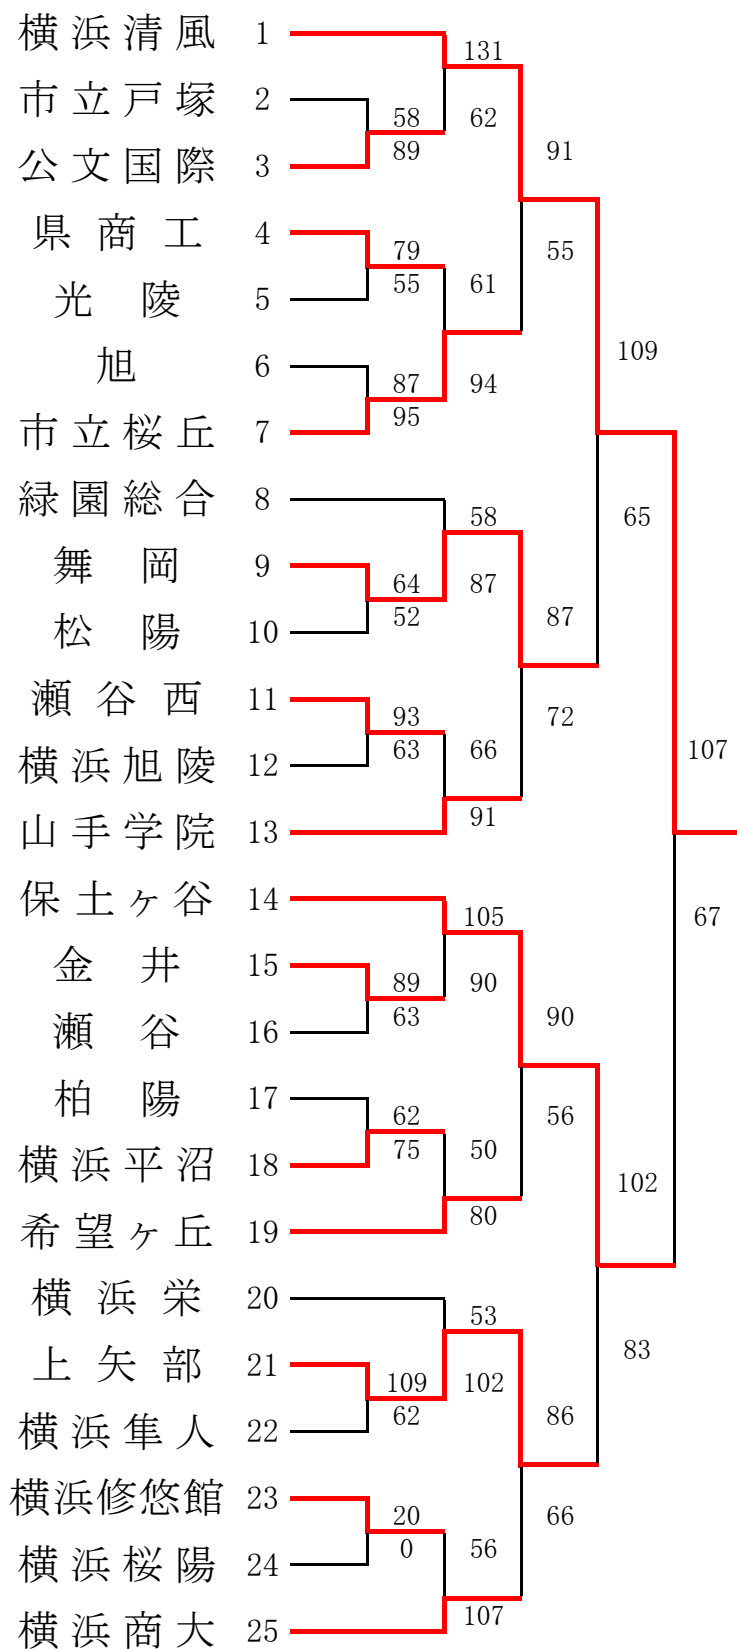 横浜清風 1
131
市立戸塚 2
58 62
公文国際 3
89 91
県商工 4
79 55
光陵 5
55 61
109
旭 6
87 94
市立桜丘 7
95
緑園総合 8
58 65
舞岡 9
64 87
松陽 10
52 87
瀬谷西 11
93 72
横浜旭陵 12
63 66 107
山手学院 13
91
保土ヶ谷 14
105 67
金井 15
89 90
瀬谷 16
63 90
柏陽 17
62 56
横浜平沼 18
75 50 102
希望ヶ丘 19
80
横浜栄 20
53
上矢部 21
83
109 102
横浜隼人 22
62 86
横浜修悠館 23
20 66
横浜桜陽 24
0 56
横浜商大 25
107